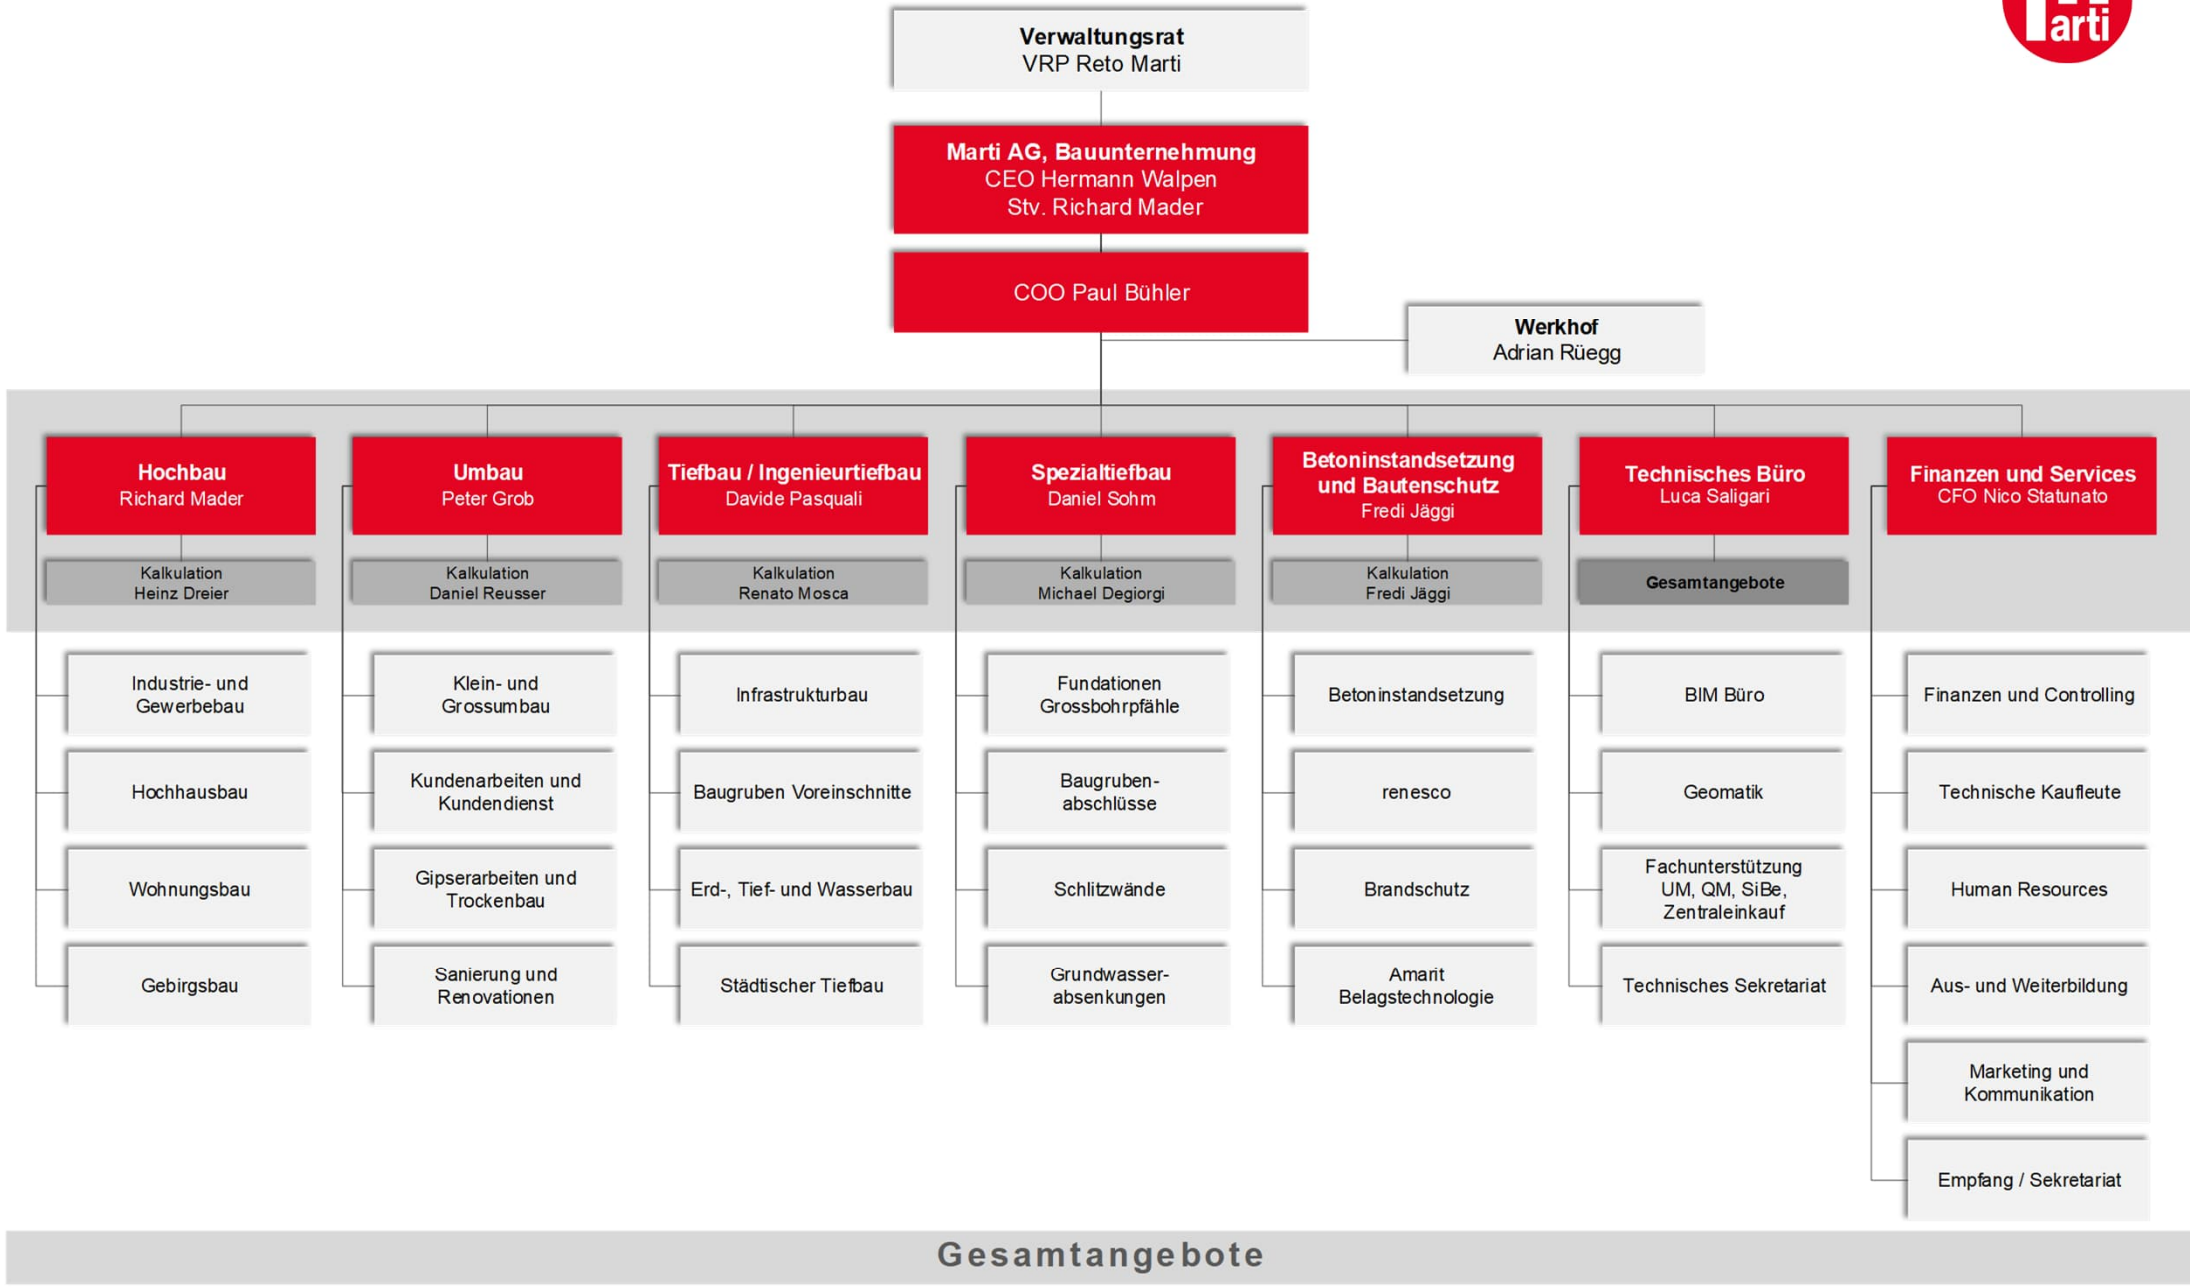 arti
Verwaltungsrat
VRP Reto Marti
Marti AG, Bauunternehmung
CEO Hermann Walpen
Stv. Richard Mader
COO Paul Bühler
Werkhof
Adrian Rüegg
Hochbau
Richard Mader
Kalkulation
Heinz Dreier
Industrie- und
Gewerbebau
Hochhausbau
Wohnungsbau
Gebirgsbau
Umbau
Peter Grob
Kalkulation
Daniel Reusser
Klein- und
Grossumbau
Kundenarbeiten und
Kundendienst
Gipserarbeiten und
Trockenbau
Sanierung und
Renovationen
Tiefbau / Ingenieurtiefbau
Davide Pasquali
Kalkulation
Renato Mosca
Infrastrukturbau
Baugruben Voreinschnitte
Erd-, Tief- und Wasserbau
Städtischer Tiefbau
Spezialtiefbau
Daniel Sohm
Kalkulation
Michael Degiorgi
Fundationen
Grossbohrpfähle
Baugruben-
abschlüsse
Schlitzwände
Grundwasser-
absenkungen
Betoninstandsetzung
und Bautenschutz
Fredi Jäggi
Kalkulation
Fredi Jäggi
Betoninstandsetzung
renesco
Brandschutz
Amarit
Belagstechnologie
Technisches Büro
Luca Saligari
Gesamtangebote
BIM Büro
Geomatik
Fachunterstützung
UM, QM, SiBe,
Zentraleinkauf
Technisches Sekretariat
Finanzen und Services
CFO Nico Statunato
Finanzen und Controlling
Technische Kaufleute
Human Resources
Aus- und Weiterbildung
Marketing und
Kommunikation
Empfang / Sekretariat
Gesamtangebote